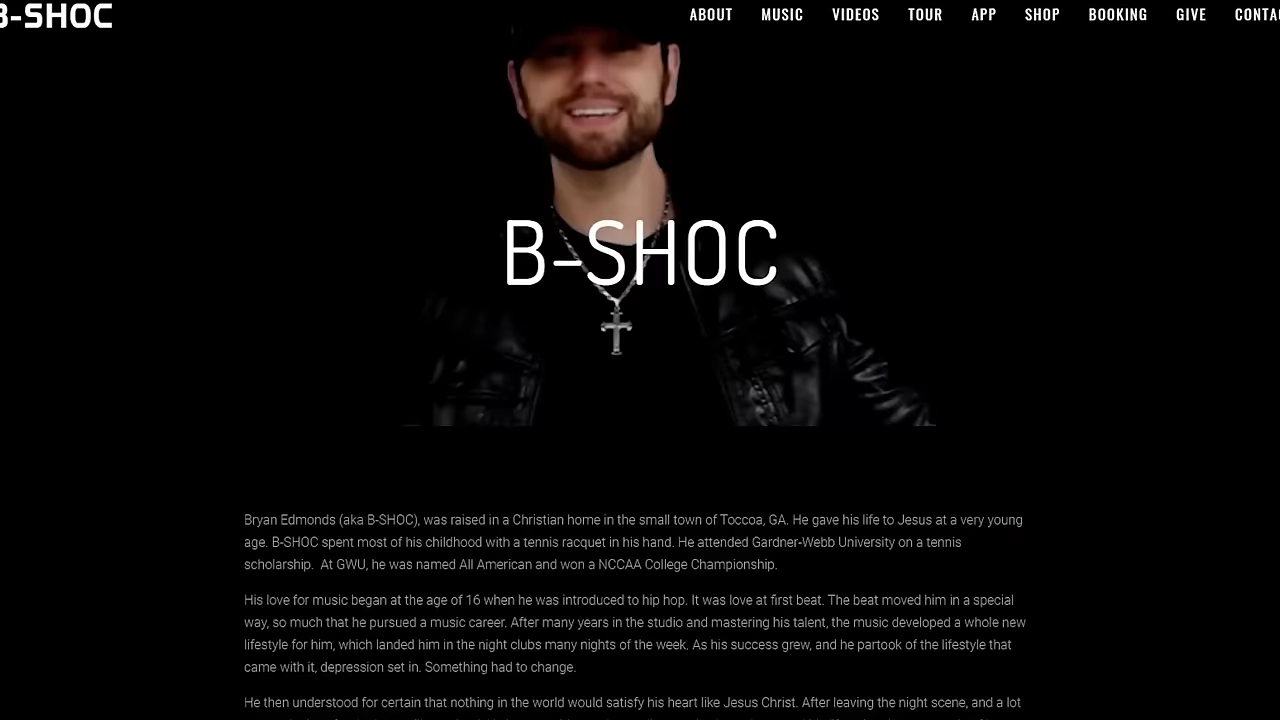 B-SHOC
ABOUT MUSIC VIDEOS TOUR APP SHOP BOOKING GIVE
B-SHOC
Bryan Edmonds (aka B-SHOC), was raised in a Christian home in the small town of Toccoa, GA. He gave his life to Jesus at a very young
age. B-SHOC spent most of his childhood with a tennis racquet in his hand. He attended Gardner-Webb University on a tennis
scholarship.  At GWU, he was named All American and won a NCCAA College Championship.
His love for music began at the age of 16 when he was introduced to hip hop. It was love at first beat. The beat moved him in a special
way, so much that he pursued a music career. After many years in the studio and mastering his talent, the music developed a whole new
lifestyle for him, which landed him in the night clubs many nights of the week. As his success grew, and he partook of the lifestyle that
came with it, depression set in. Something had to change.
He then understood for certain that nothing in the world would satisfy his heart like Jesus Christ. After leaving the night scene, and a lot